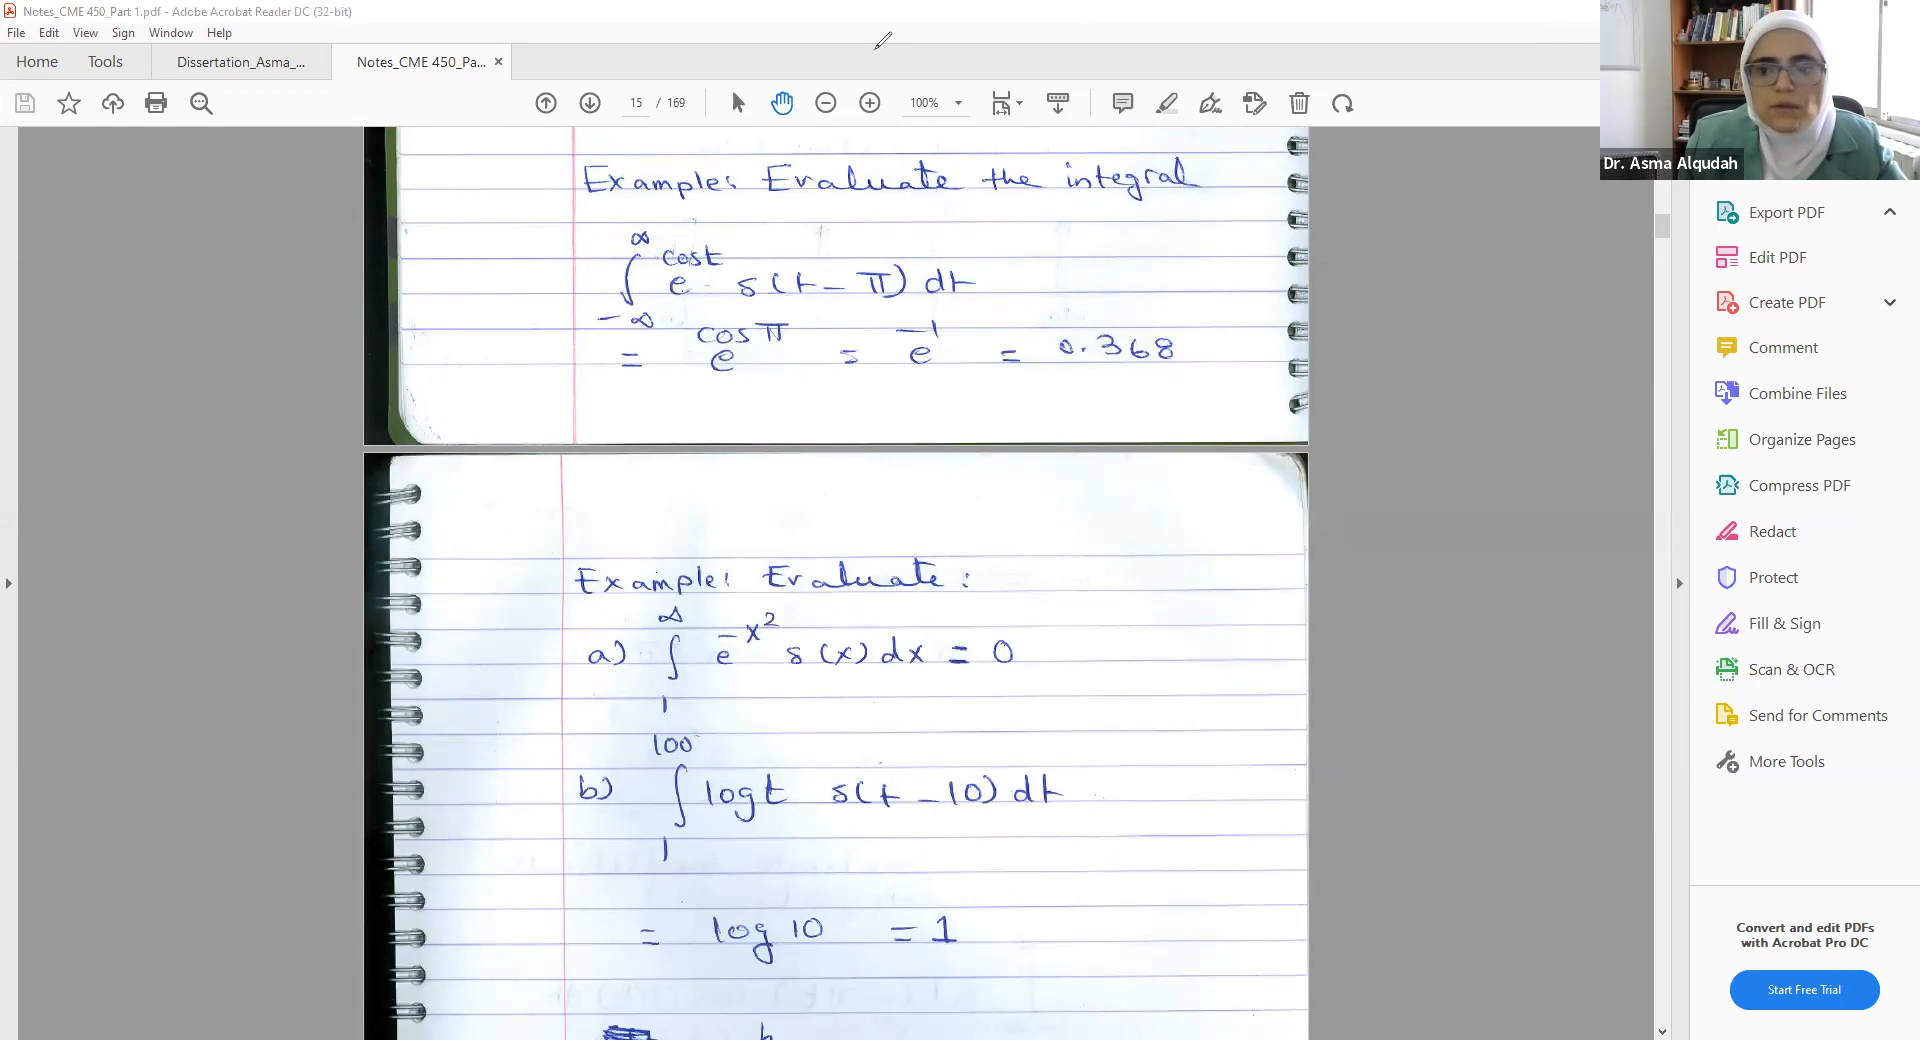 Notes_CME 450_Part 1.pdf - Adobe Acrobat Reader DC (32-bit)
File Edit View Sign Window Help
Home Tools Dissertation_Asma_... Notes_CME 450_Pa... ×
15 / 169 100%
Dr. Asma Alqudah
Example: Evaluate the integral
∞
∫ e^cost δ(t - π) dt
-∞
= e^cosπ = e^-1 = 0.368
Example: Evaluate:
∞
a) ∫ e^-x² δ(x) dx = 0
1
100
b) ∫ log t δ(t - 10) dt
1
= log 10 = 1
b
Export PDF
Edit PDF
Create PDF
Comment
Combine Files
Organize Pages
Compress PDF
Redact
Protect
Fill & Sign
Scan & OCR
Send for Comments
More Tools
Convert and edit PDFs
with Acrobat Pro DC
Start Free Trial